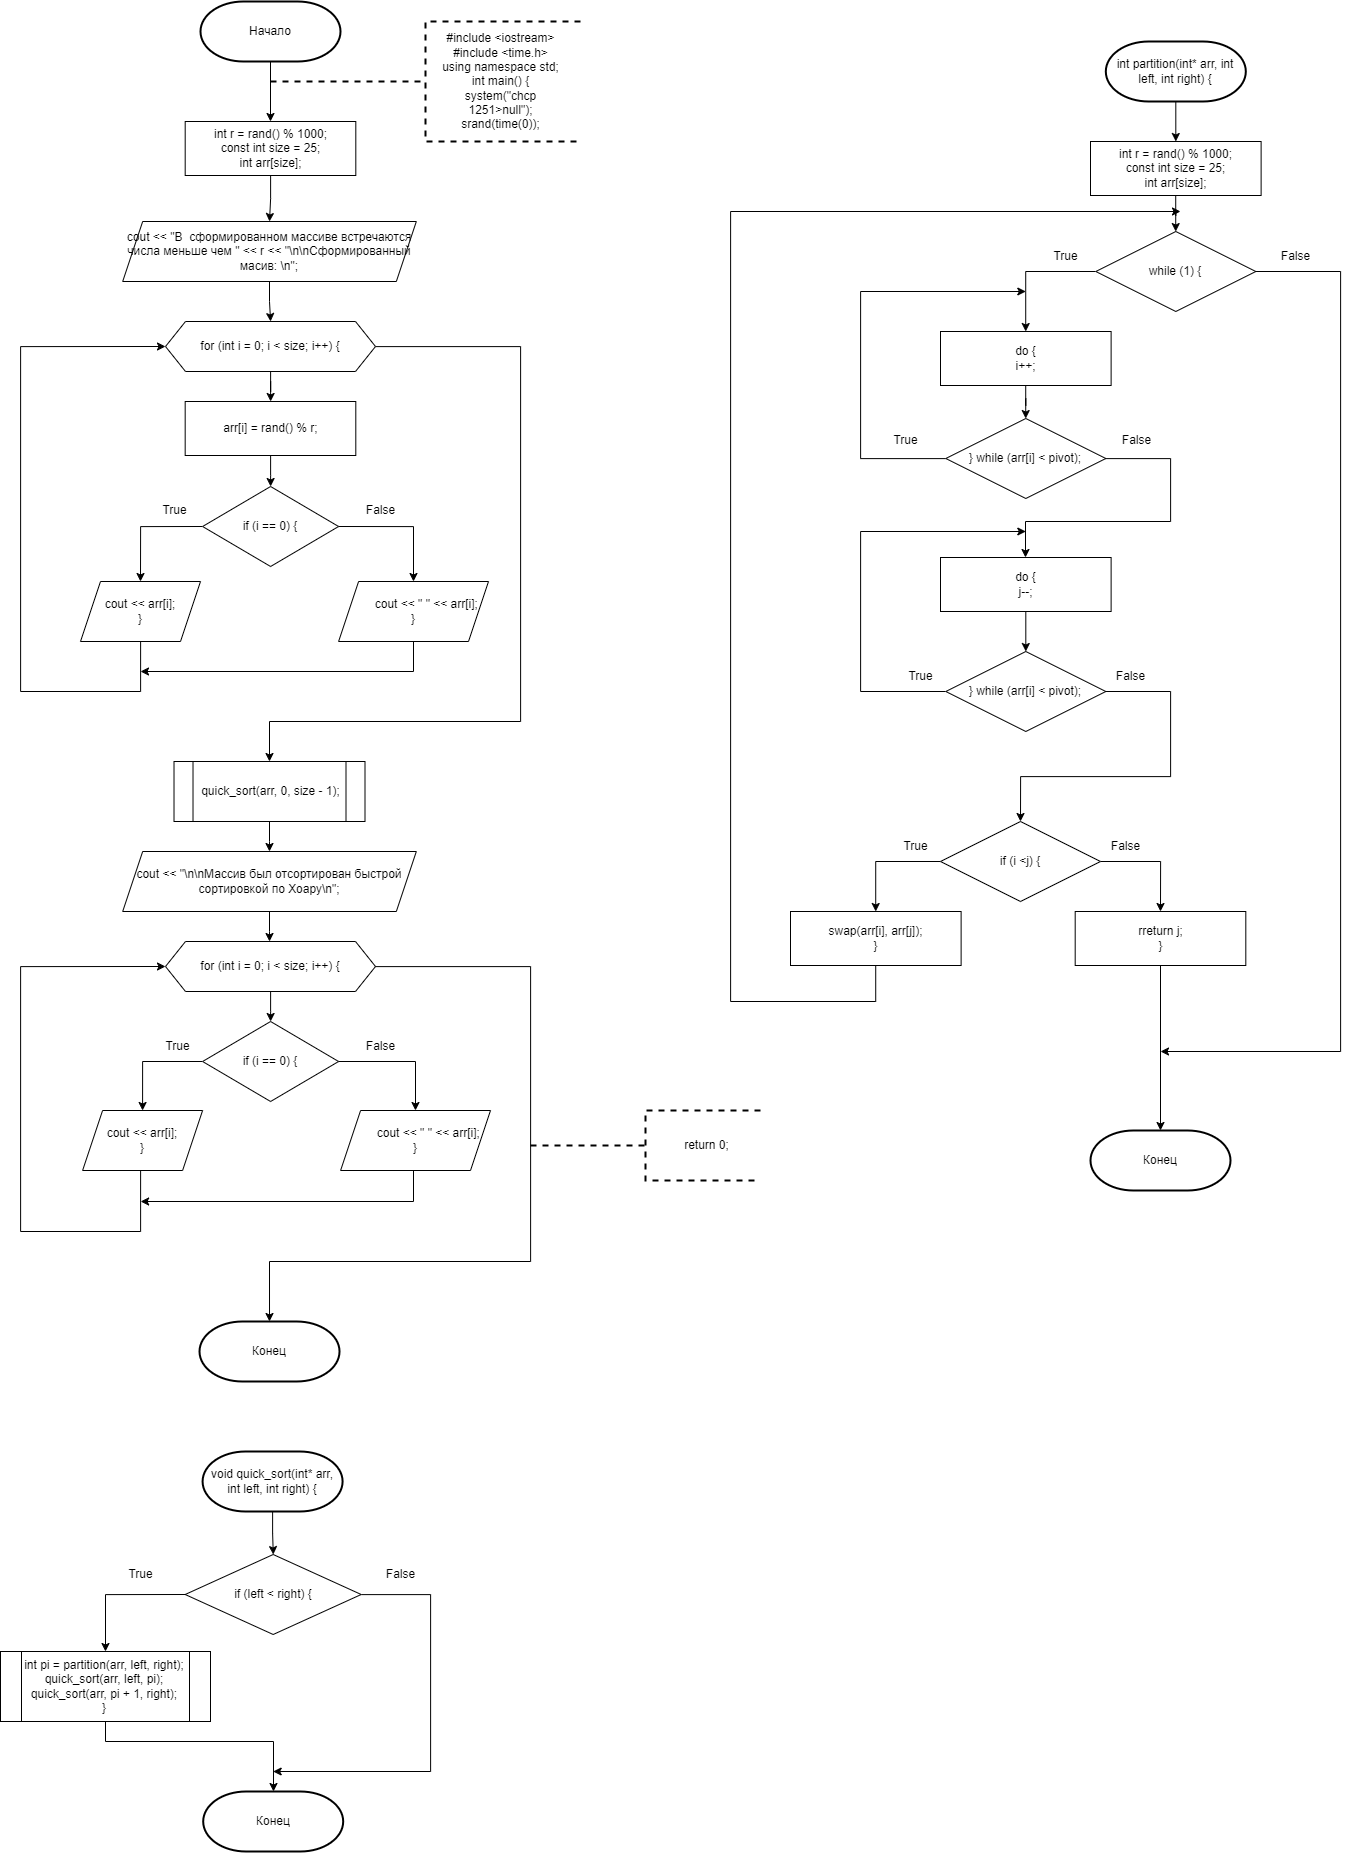 Начало
#include <iostream>
#include <time.h>
using namespace std;
int main() {
system("chcp
1251>null");
srand(time(0));
int r = rand() % 1000;
const int size = 25;
int arr[size];
cout << "В  сформированном массиве встречаются
числа меньше чем " << r << "\n\nСформированный
масив: \n";
for (int i = 0; i < size; i++) {
arr[i] = rand() % r;
True
if (i == 0) {
False
cout << arr[i];
}
cout << " " << arr[i];
}
quick_sort(arr, 0, size - 1);
cout << "\n\nМассив был отсортирован быстрой
сортировкой по Хоару\n";
for (int i = 0; i < size; i++) {
True
if (i == 0) {
False
cout << arr[i];
}
cout << " " << arr[i];
}
return 0;
Конец
void quick_sort(int* arr,
int left, int right) {
True
if (left < right) {
False
int pi = partition(arr, left, right);
quick_sort(arr, left, pi);
quick_sort(arr, pi + 1, right);
}
Конец
int partition(int* arr, int
left, int right) {
int r = rand() % 1000;
const int size = 25;
int arr[size];
True
while (1) {
False
do {
i++;
True
} while (arr[i] < pivot);
False
do {
j--;
True
} while (arr[i] < pivot);
False
True
if (i <j) {
False
swap(arr[i], arr[j]);
}
rreturn j;
}
Конец